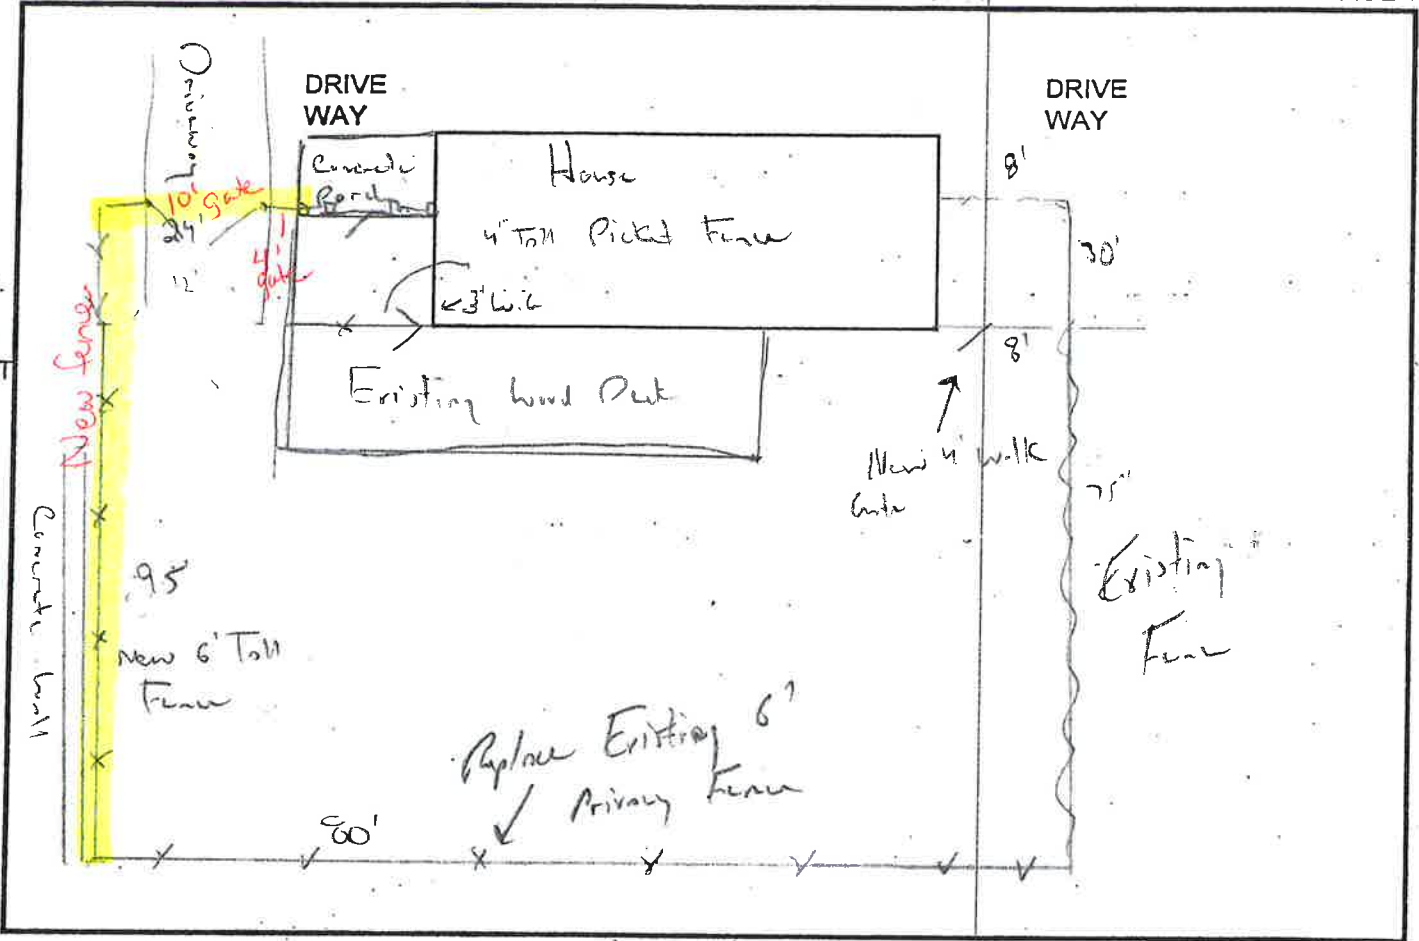 DRIVE
WAY
DRIVE
WAY
Driveway
Concrete
Porch
House
4' Tall Picket Fence
8'
10' gate
24'
12'
4'
gate
30'
3' Wide
8'
New fence
Existing Wood Deck
New 4' Walk
Gate
75'
Existing
Fence
Concrete Wall
95
New 6' Tall
Fence
Replace Existing 6'
Privacy Fence